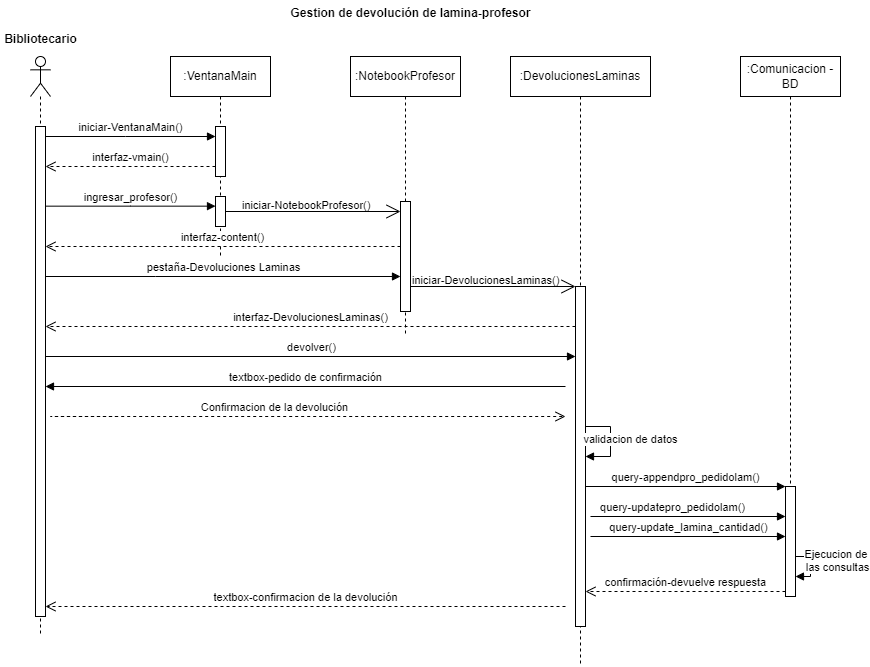 Gestion de devolución de lamina-profesor
Bibliotecario
:VentanaMain
:NotebookProfesor
:DevolucionesLaminas
:Comunicacion -
BD
iniciar-VentanaMain()
interfaz-vmain()
ingresar_profesor()
iniciar-NotebookProfesor()
interfaz-content()
pestaña-Devoluciones Laminas
iniciar-DevolucionesLaminas()
interfaz-DevolucionesLaminas()
devolver()
textbox-pedido de confirmación
Confirmacion de la devolución
validacion de datos
query-appendpro_pedidolam()
query-updatepro_pedidolam()
query-update_lamina_cantidad()
Ejecucion de
las consultas
confirmación-devuelve respuesta
textbox-confirmacion de la devolución